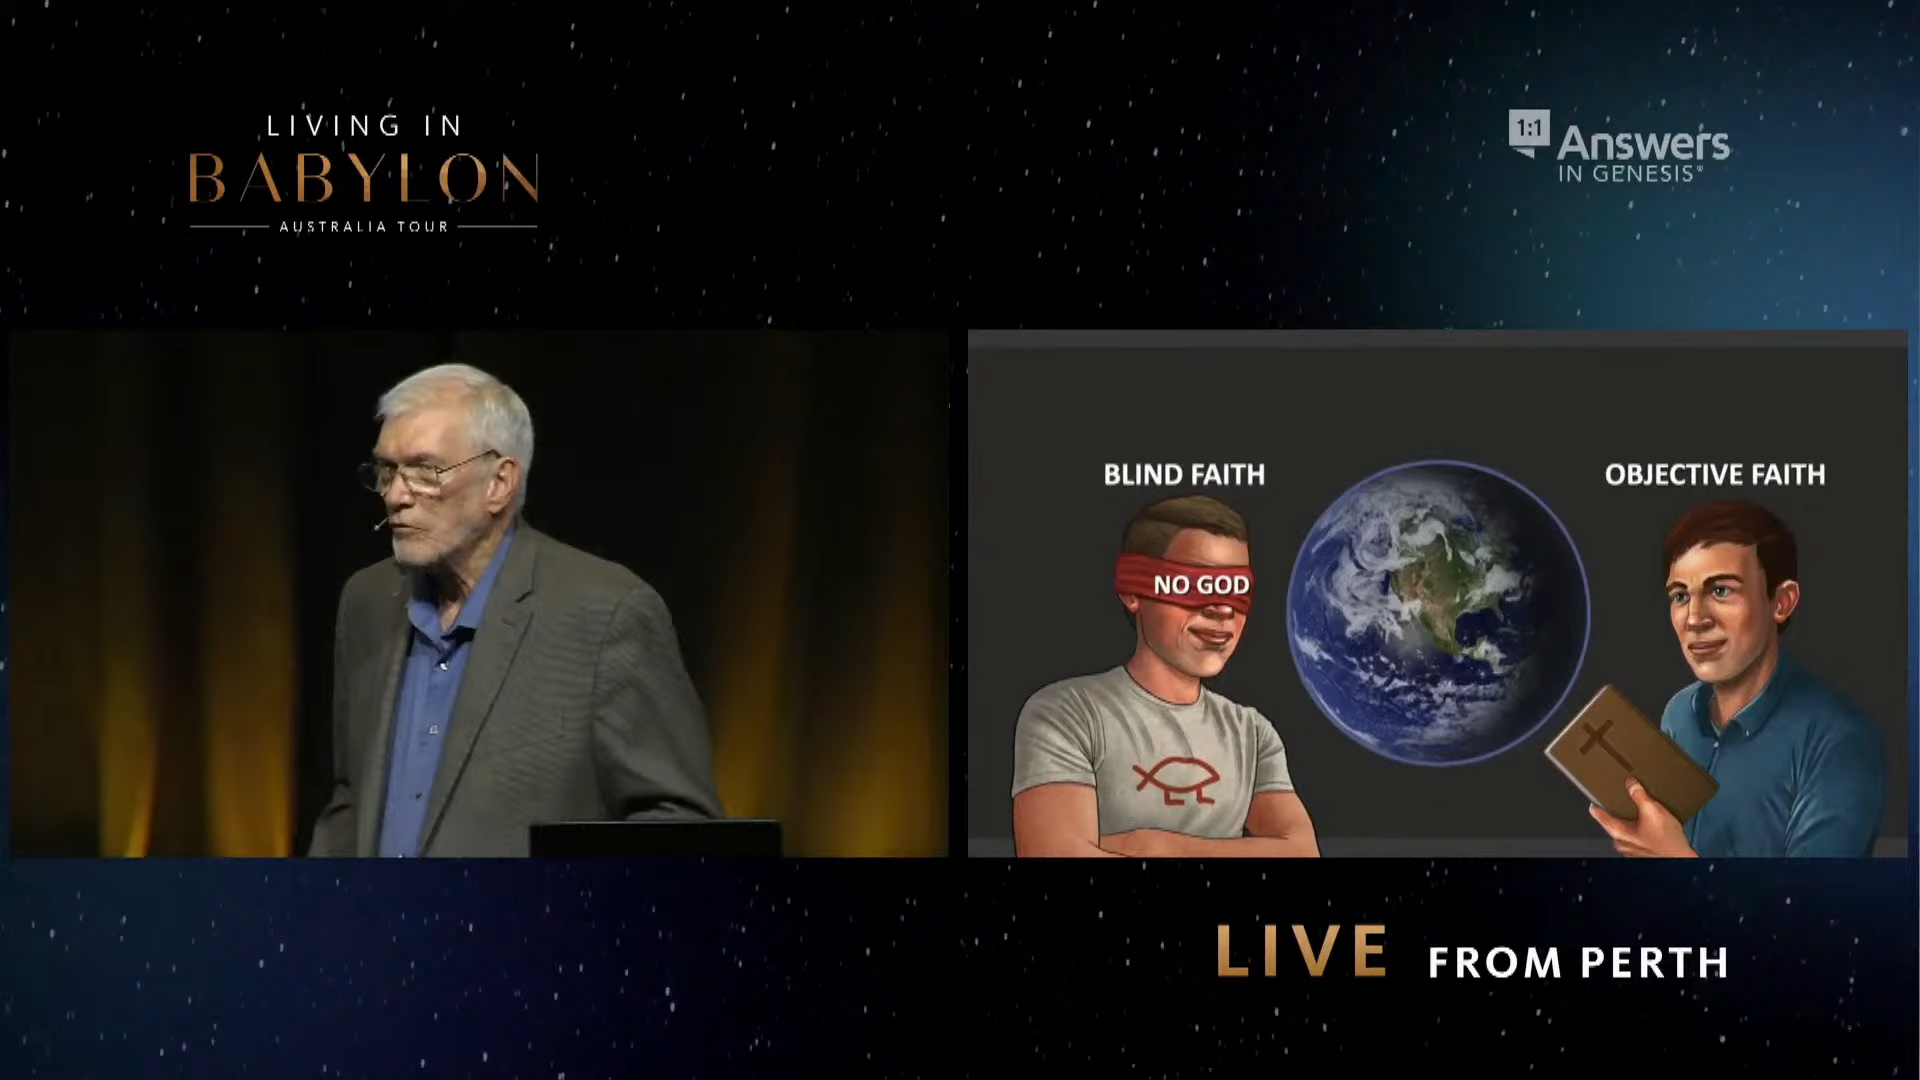 LIVING IN
BABYLON
AUSTRALIA TOUR
1:1
Answers
IN GENESIS®
BLIND FAITH
OBJECTIVE FAITH
NO GOD
LIVE FROM PERTH